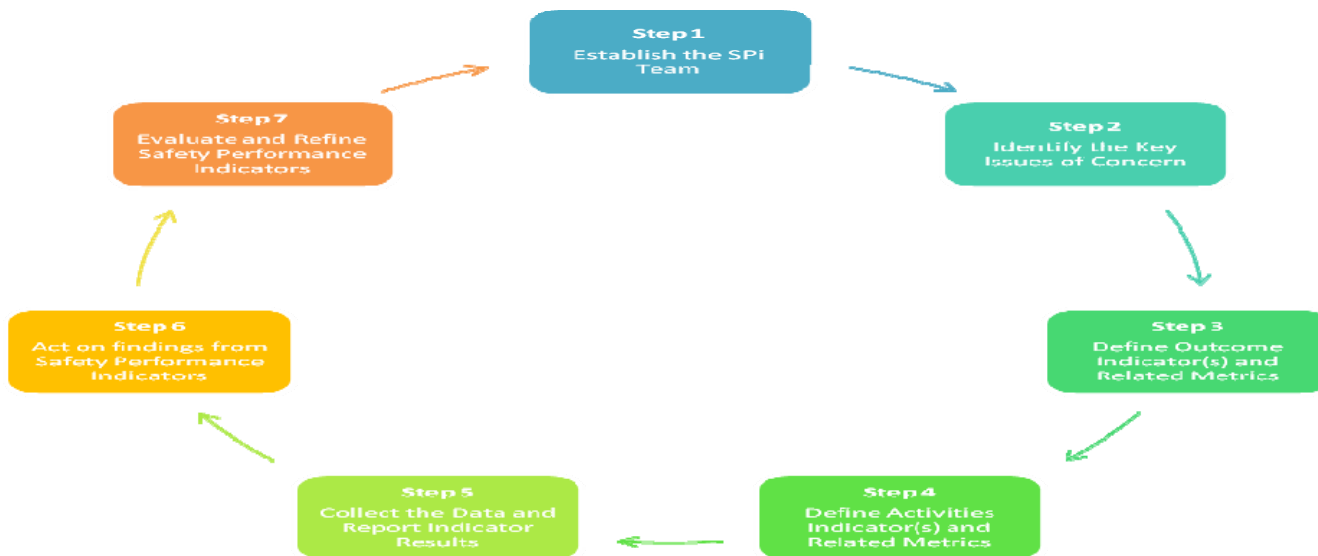 Step 1
Establish the SPi
Team
Step 2
Identify the Key
Issues of Concern
Step 3
Define Outcome
Indicator(s) and
Related Metrics
Step 4
Define Activities
Indicator(s) and
Related Metrics
Step 5
Collect the Data and
Report Indicator
Results
Step 6
Act on findings from
Safety Performance
Indicators
Step 7
Evaluate and Refine
Safety Performance
Indicators